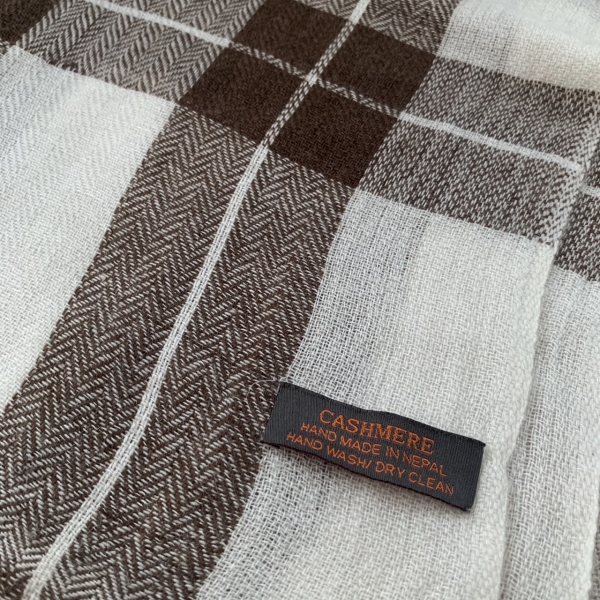 CASHMERE
HAND MADE IN NEPAL
HAND WASH/ DRY CLEAN